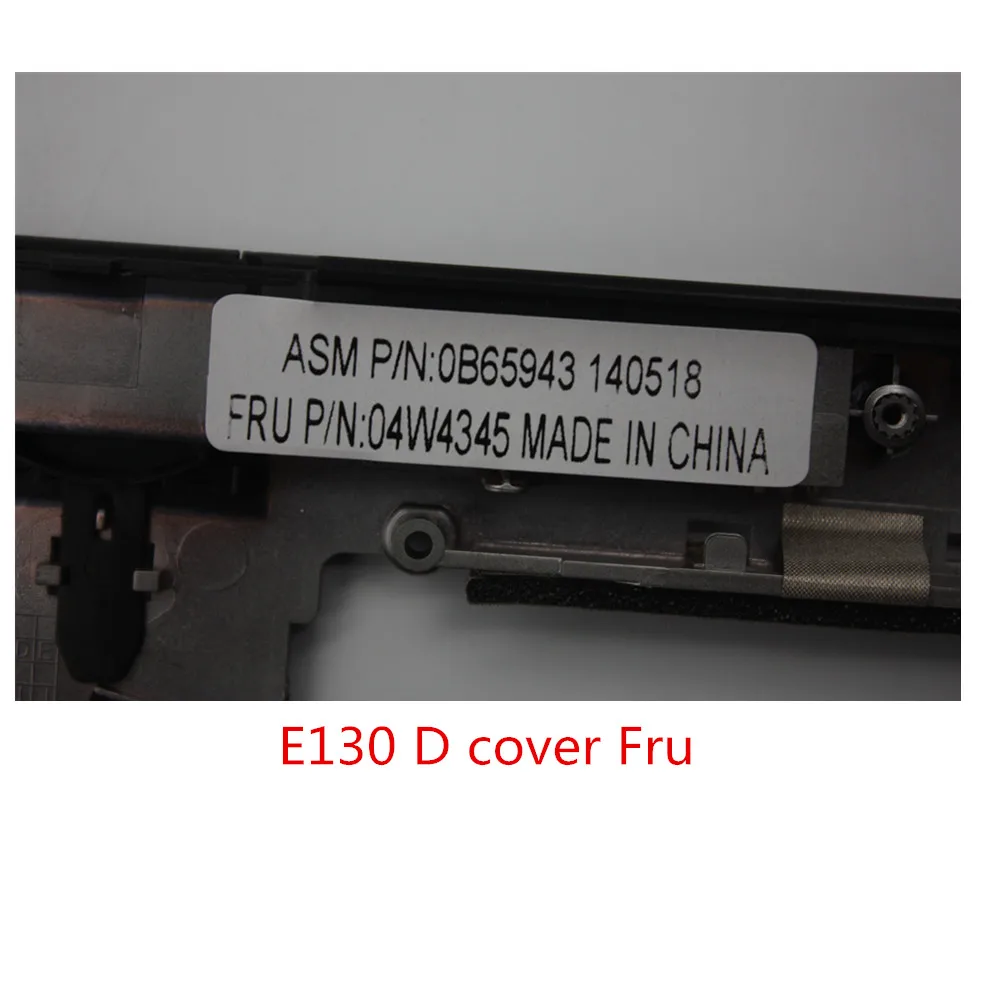 ASM P/N:0B65943 140518
FRU P/N:04W4345 MADE IN CHINA
E130 D cover Fru